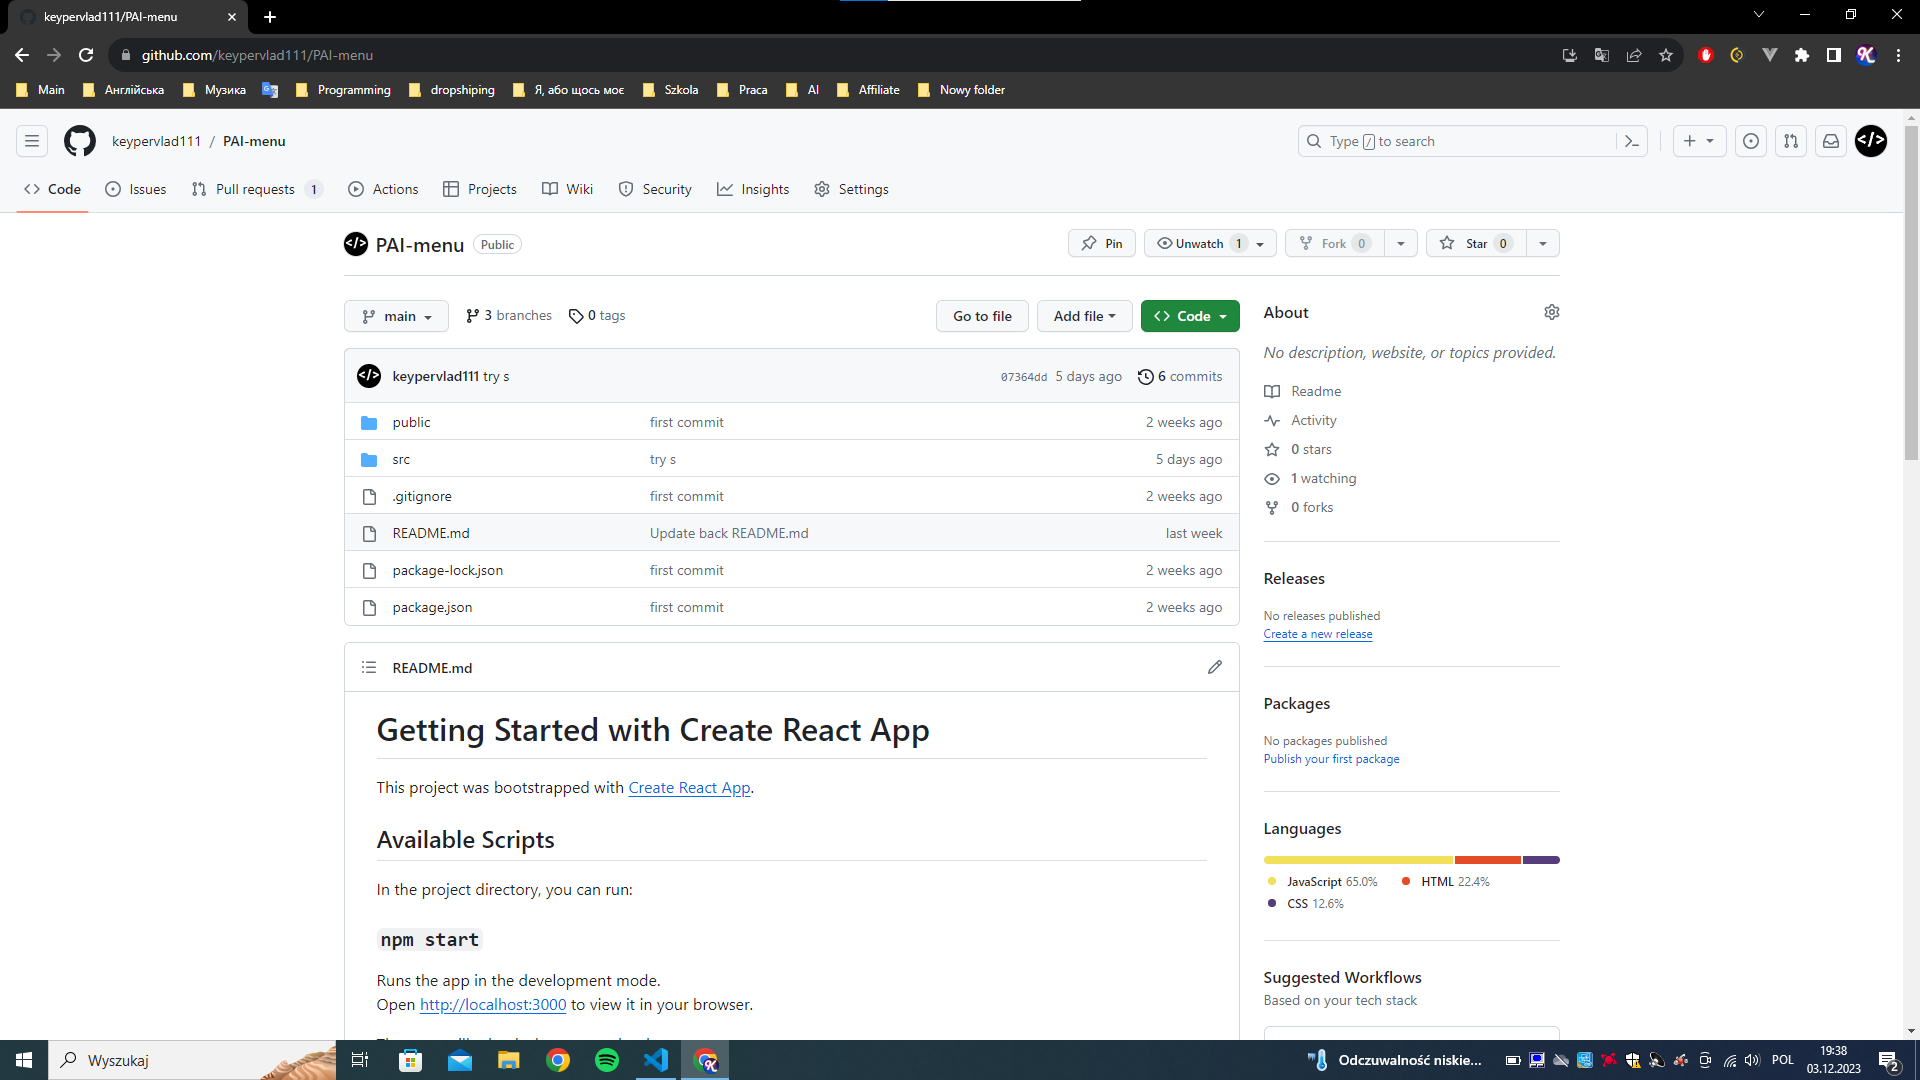 keypervlad111/PAI-menu
github.com/keypervlad111/PAI-menu
Main Англійська Музика Programming dropshiping Я, або щось моє Szkola Praca AI Affiliate Nowy folder
keypervlad111 / PAI-menu Type / to search
Code Issues Pull requests 1 Actions Projects Wiki Security Insights Settings
PAI-menu Public Pin Unwatch 1 Fork 0 Star 0
main 3 branches 0 tags Go to file Add file Code
keypervlad111 try s 07364dd 5 days ago 6 commits
public first commit 2 weeks ago
src try s 5 days ago
.gitignore first commit 2 weeks ago
README.md Update back README.md last week
package-lock.json first commit 2 weeks ago
package.json first commit 2 weeks ago
README.md
Getting Started with Create React App
This project was bootstrapped with Create React App.
Available Scripts
In the project directory, you can run:
npm start
Runs the app in the development mode.
Open http://localhost:3000 to view it in your browser.
About
No description, website, or topics provided.
Readme
Activity
0 stars
1 watching
0 forks
Releases
No releases published
Create a new release
Packages
No packages published
Publish your first package
Languages
JavaScript 65.0% HTML 22.4%
CSS 12.6%
Suggested Workflows
Based on your tech stack
Wyszukaj
Odczuwalność niskie...
POL
19:38
03.12.2023
2